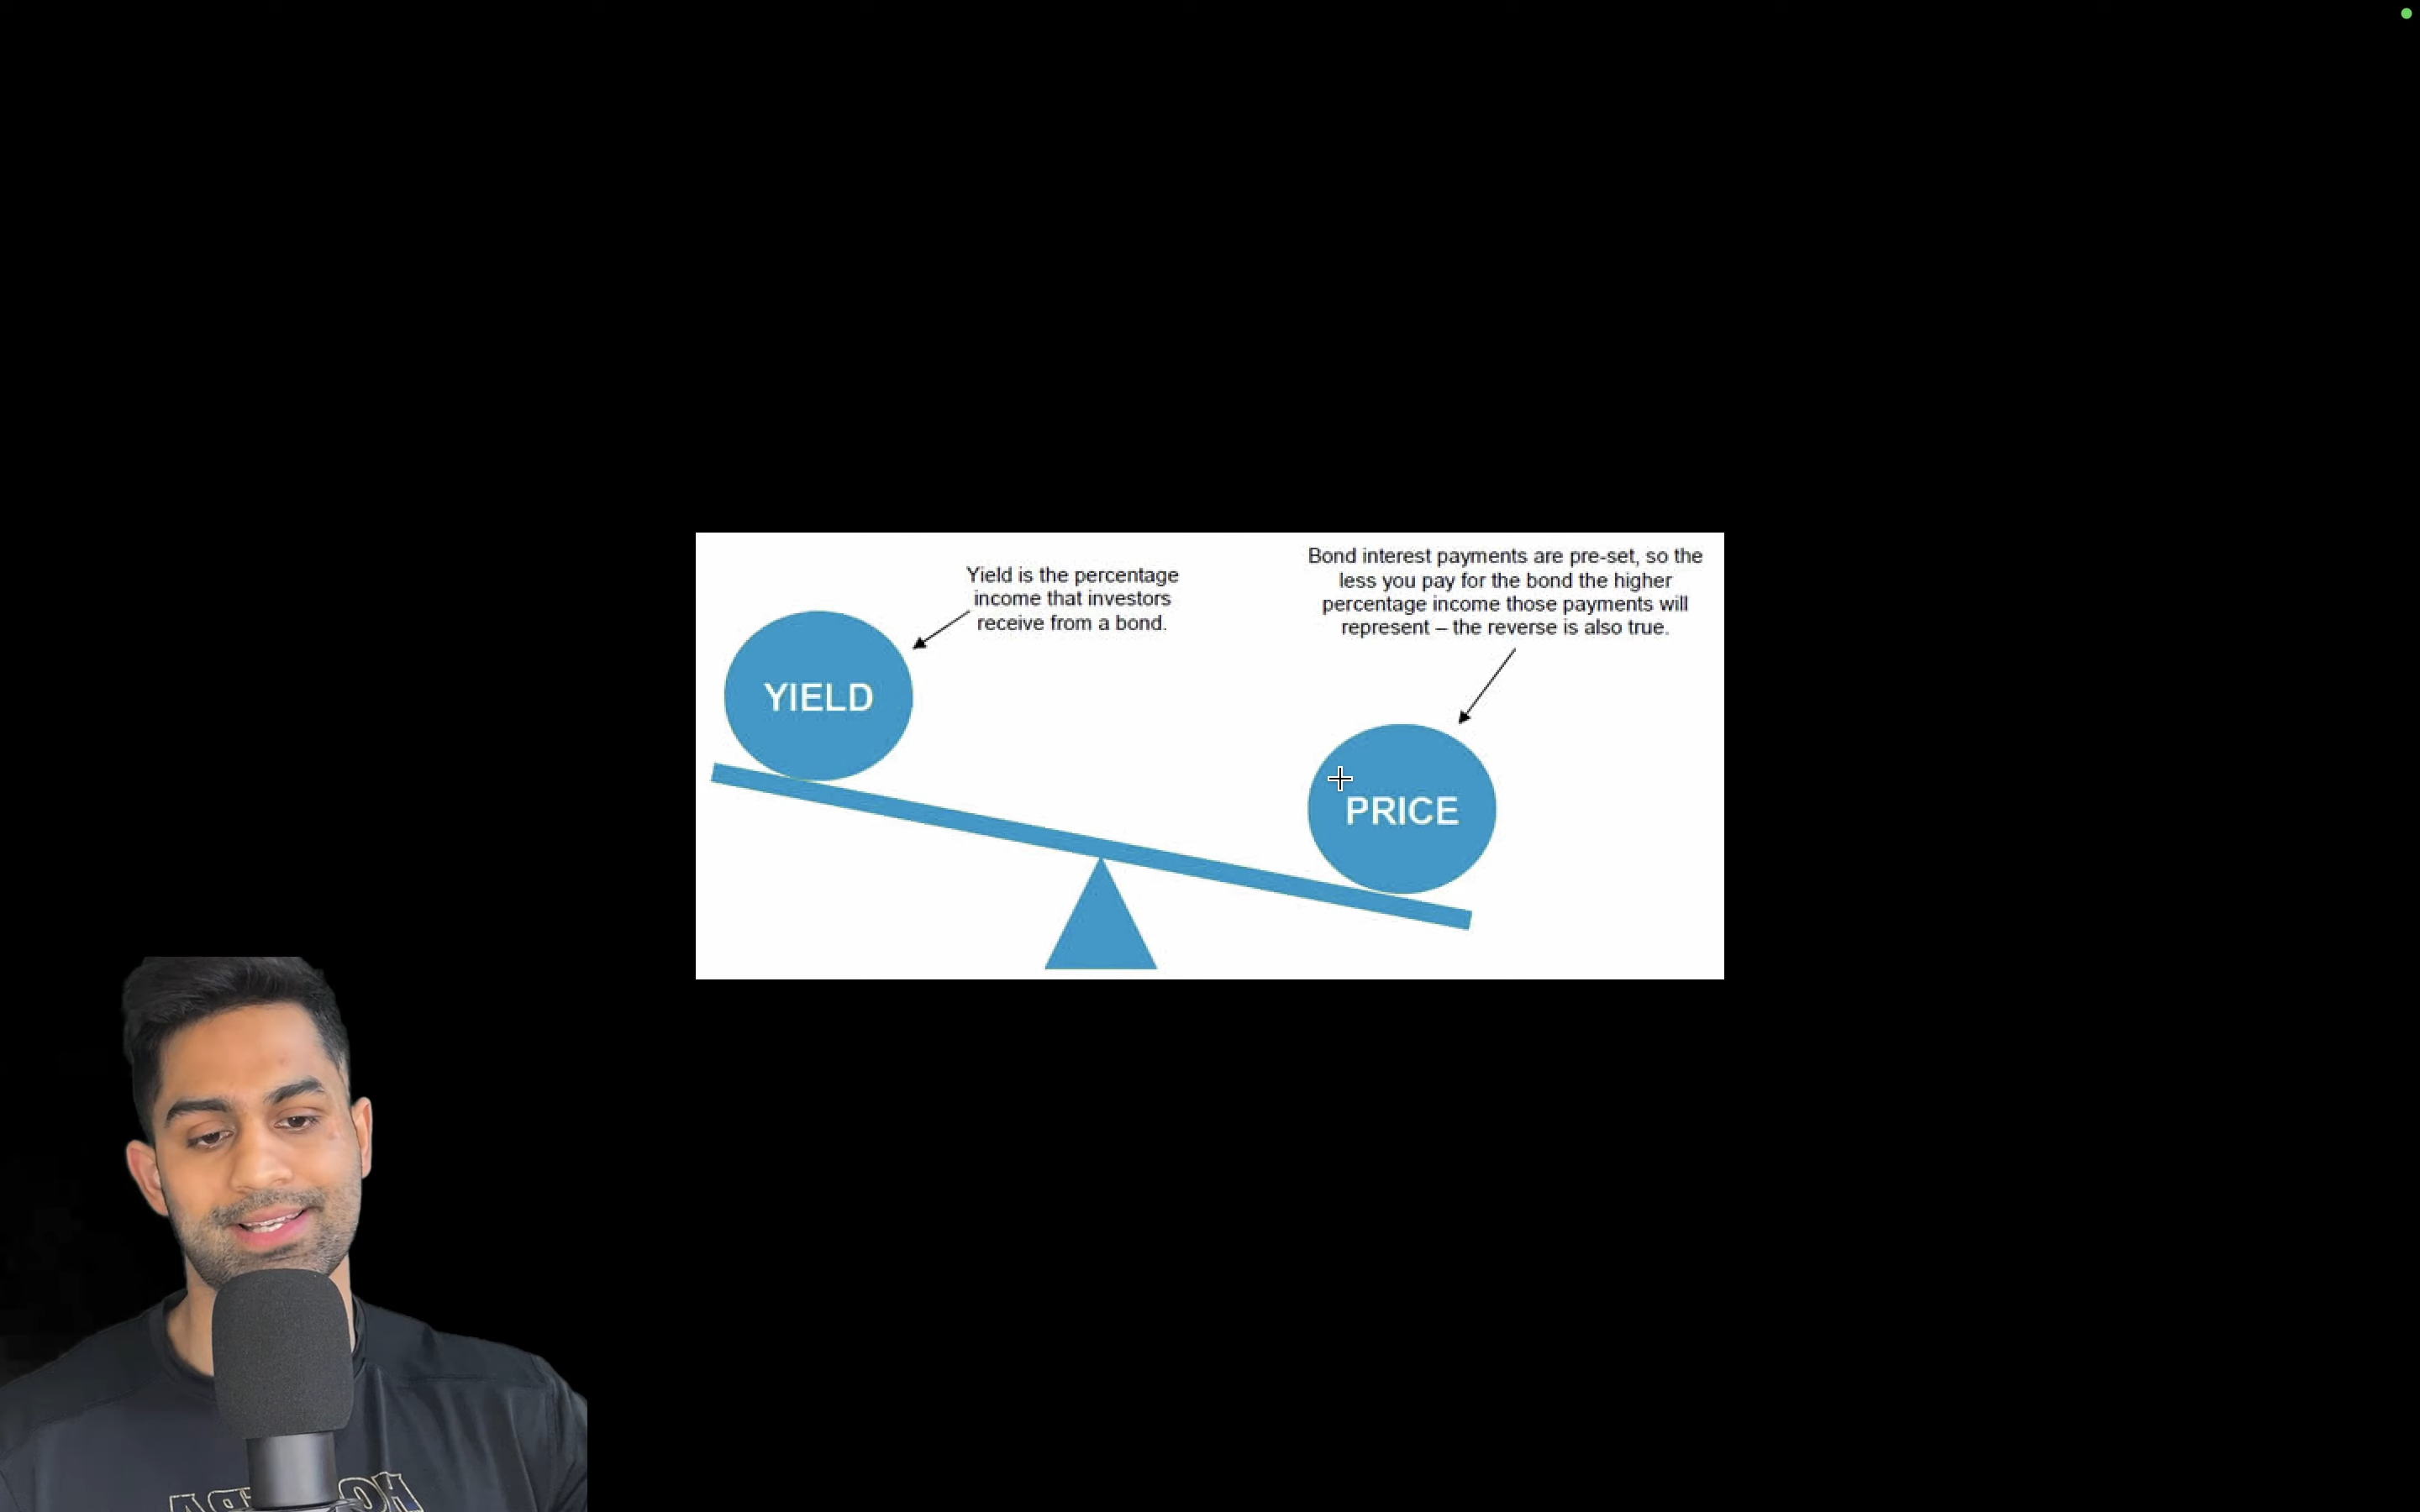 Yield is the percentage
income that investors
receive from a bond.
Bond interest payments are pre-set, so the
less you pay for the bond the higher
percentage income those payments will
represent – the reverse is also true.
YIELD
PRICE